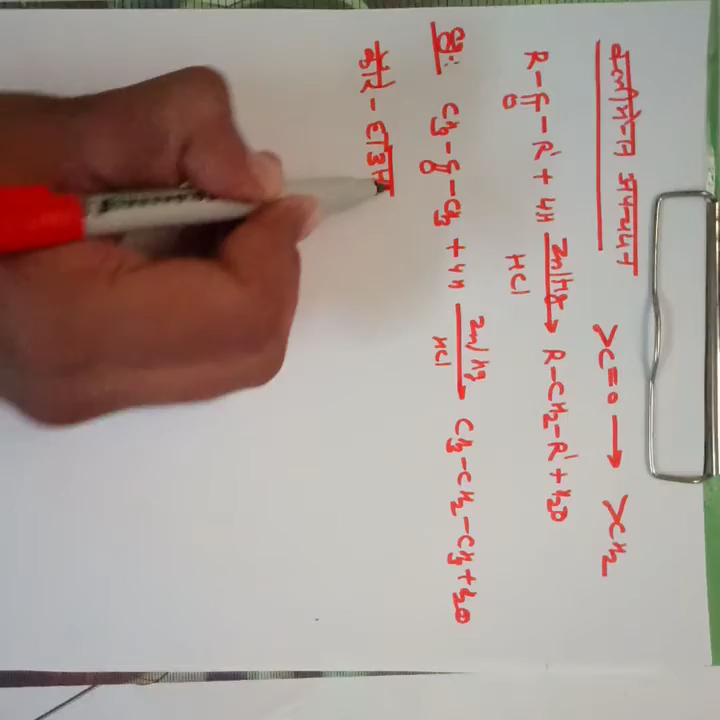 क्लीमेन्सन अपचयन >C=O → >CH2
R-C-R' + 4H Zn/Hg → R-CH2-R' + H2O
O HCl
CH3-C-CH3 + 4H Zn/Hg → CH3-CH2-CH3 + H2O
O HCl